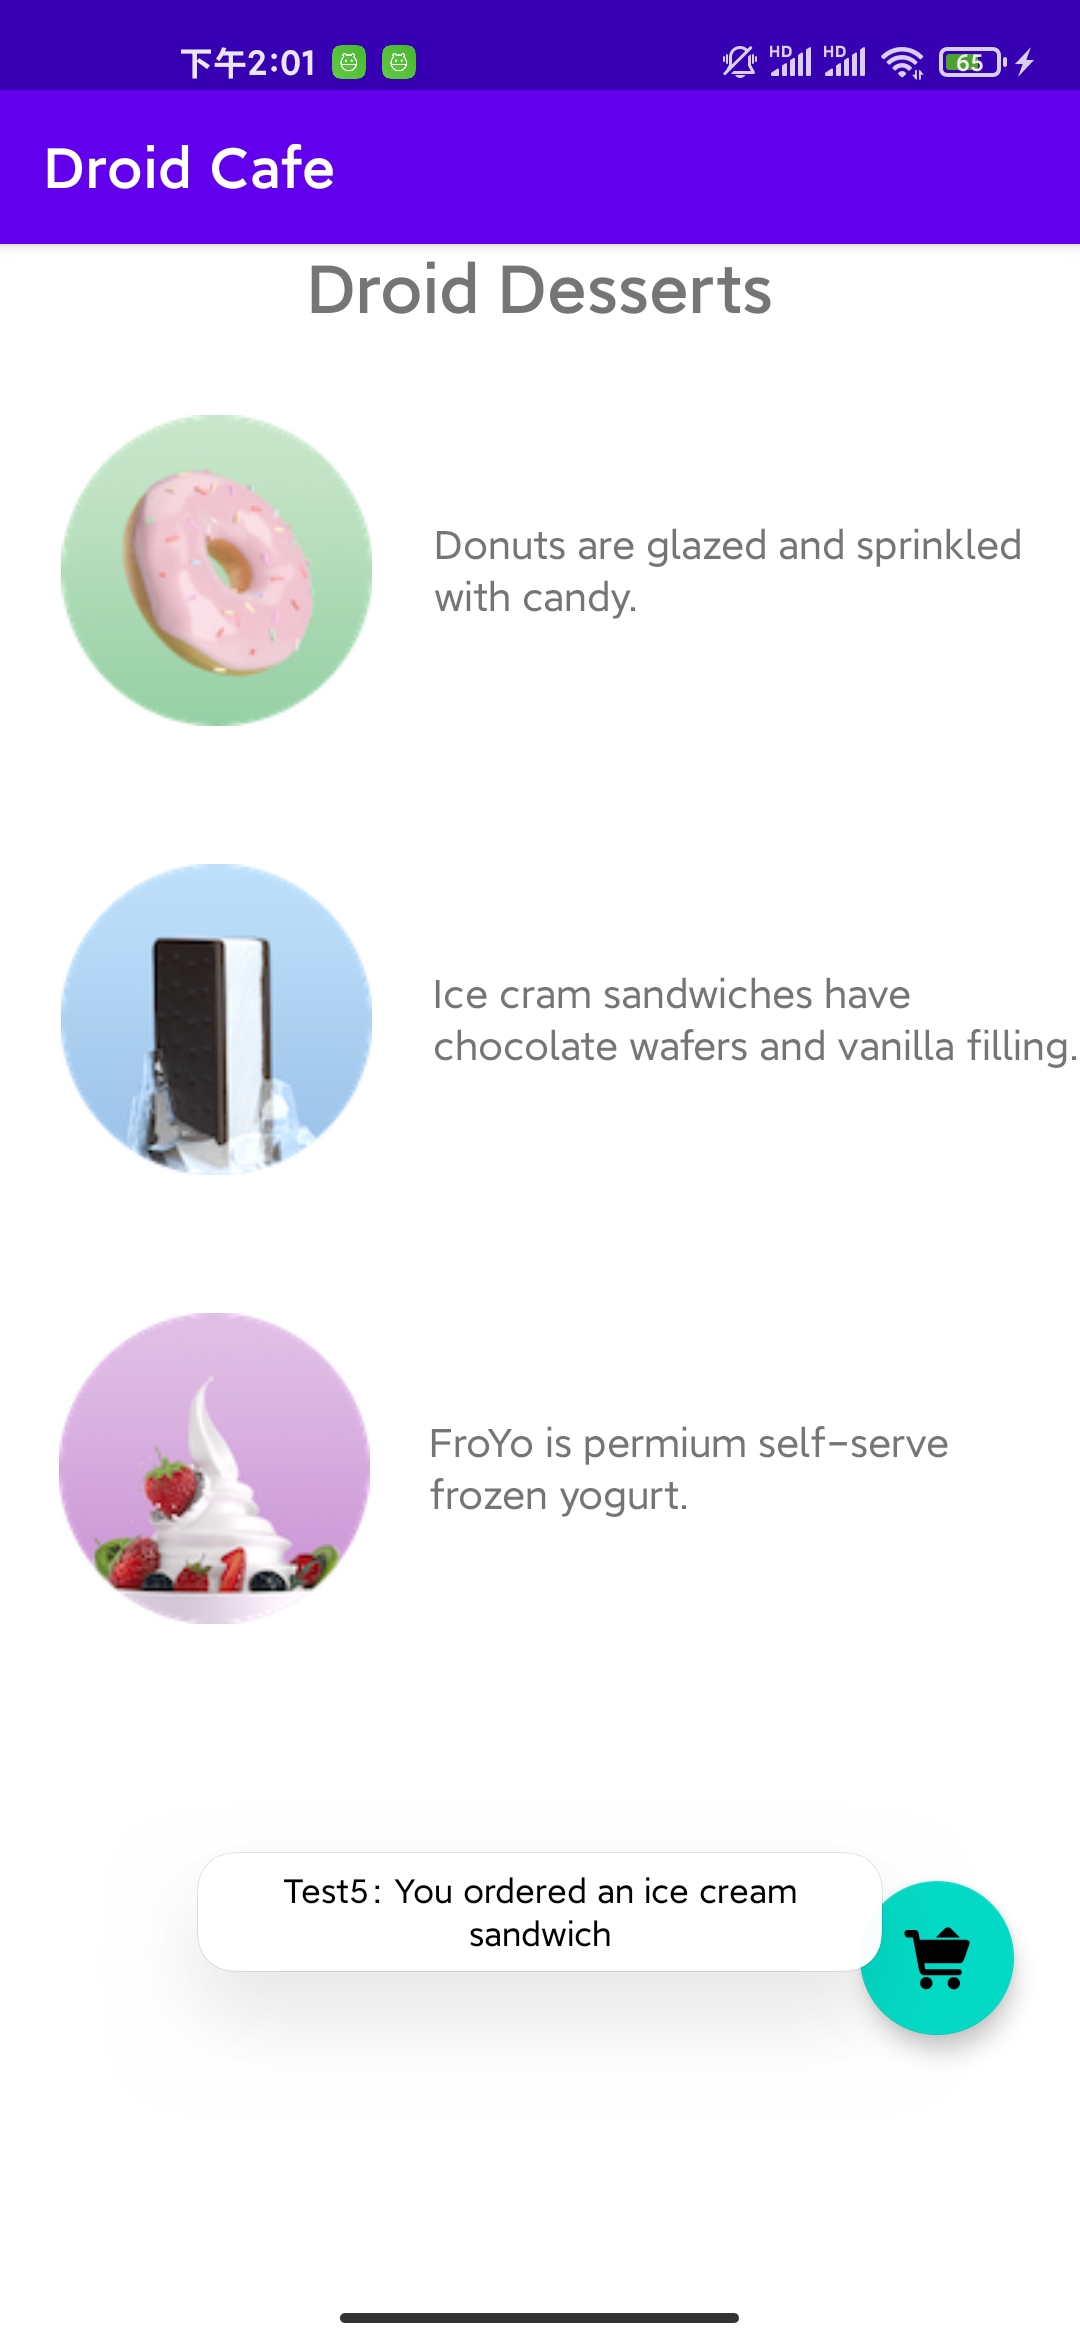 下午2:01
HD HD 65
Droid Cafe
Droid Desserts
Donuts are glazed and sprinkled
with candy.
Ice cram sandwiches have
chocolate wafers and vanilla filling.
FroYo is permium self-serve
frozen yogurt.
Test5: You ordered an ice cream
sandwich